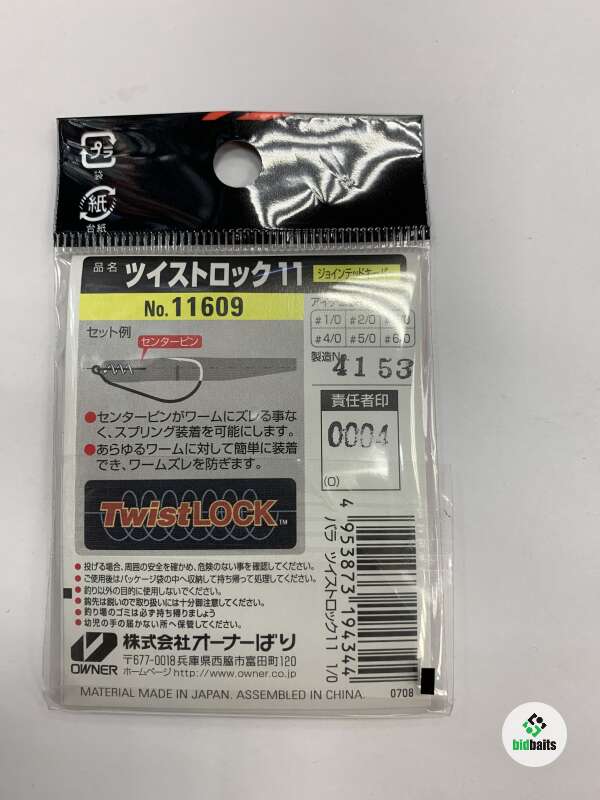 プラ
袋
紙
台紙
品名 ツイストロック11 ジョインテッドキーパー
No.11609
セット例
センターピン
#1/0 #2/0
#4/0 #5/0 #6/0
製造No.
4153
●センターピンがワームにズレる事な
く、スプリング装着を可能にします。
●あらゆるワームに対して簡単に装着
でき、ワームズレを防ぎます。
責任者印
0004
(O)
TwistLOCK™
●投げる場合、周囲の安全を確かめ、危険のない事を確認してください。
●ご使用後はパッケージ袋の中へ収納して持ち帰って処理してください。
●釣り以外の目的に使用しないでください。
●鈎先は鋭いので取り扱いには十分御注意してください。
●釣り場のゴミは必ず持ち帰りましょう
●幼児の手の届かない所へ保管してください。
4 953873 194344
バラ ツイストロック11 1/0
OWNER
株式会社オーナーばり
〒677-0018兵庫県西脇市富田町120
ホームページ http://www.owner.co.jp
MATERIAL MADE IN JAPAN. ASSEMBLED IN CHINA. 0708
bidbaits